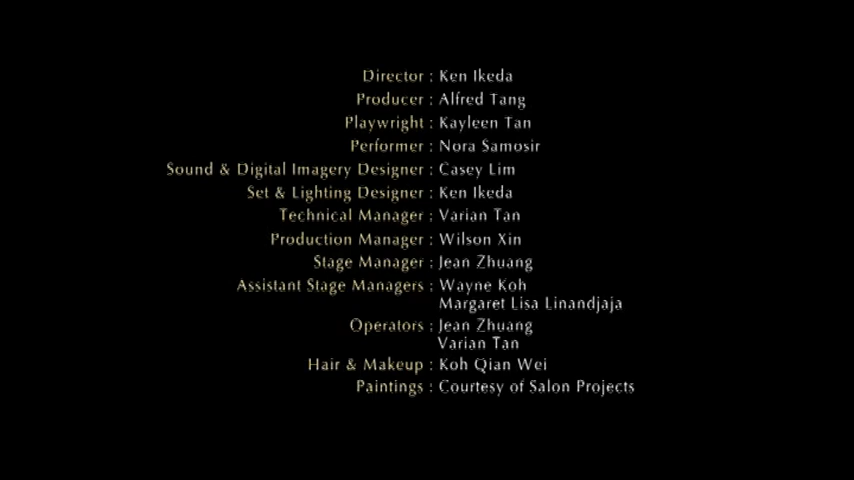 Director : Ken Ikeda
Producer : Alfred Tang
Playwright : Kayleen Tan
Performer : Nora Samosir
Sound & Digital Imagery Designer : Casey Lim
Set & Lighting Designer : Ken Ikeda
Technical Manager : Varian Tan
Production Manager : Wilson Xin
Stage Manager : Jean Zhuang
Assistant Stage Managers : Wayne Koh
Margaret Lisa Linandjaja
Operators : Jean Zhuang
Varian Tan
Hair & Makeup : Koh Qian Wei
Paintings : Courtesy of Salon Projects